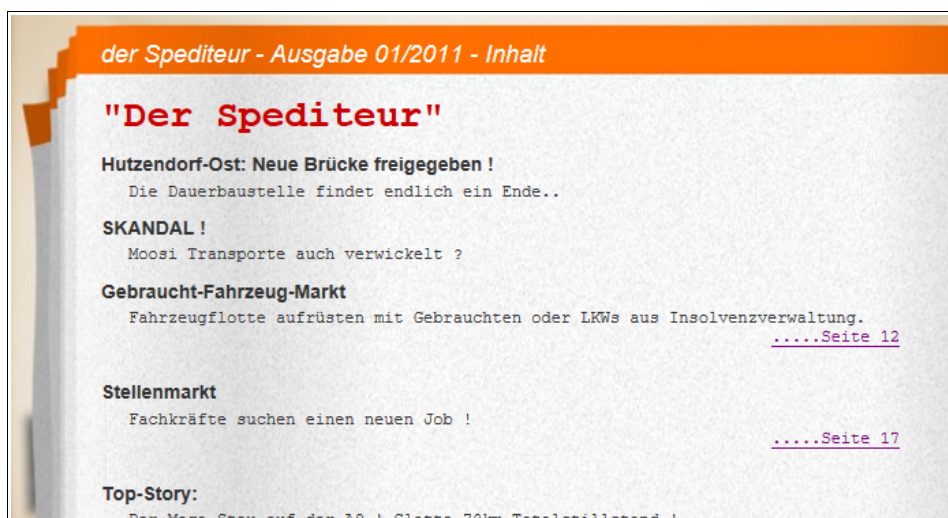 der Spediteur - Ausgabe 01/2011 - Inhalt
"Der Spediteur"
Hutzendorf-Ost: Neue Brücke freigegeben !
Die Dauerbaustelle findet endlich ein Ende..
SKANDAL !
Moosi Transporte auch verwickelt ?
Gebraucht-Fahrzeug-Markt
Fahrzeugflotte aufrüsten mit Gebrauchten oder LKWs aus Insolvenzverwaltung.
.....Seite 12
Stellenmarkt
Fachkräfte suchen einen neuen Job !
.....Seite 17
Top-Story: